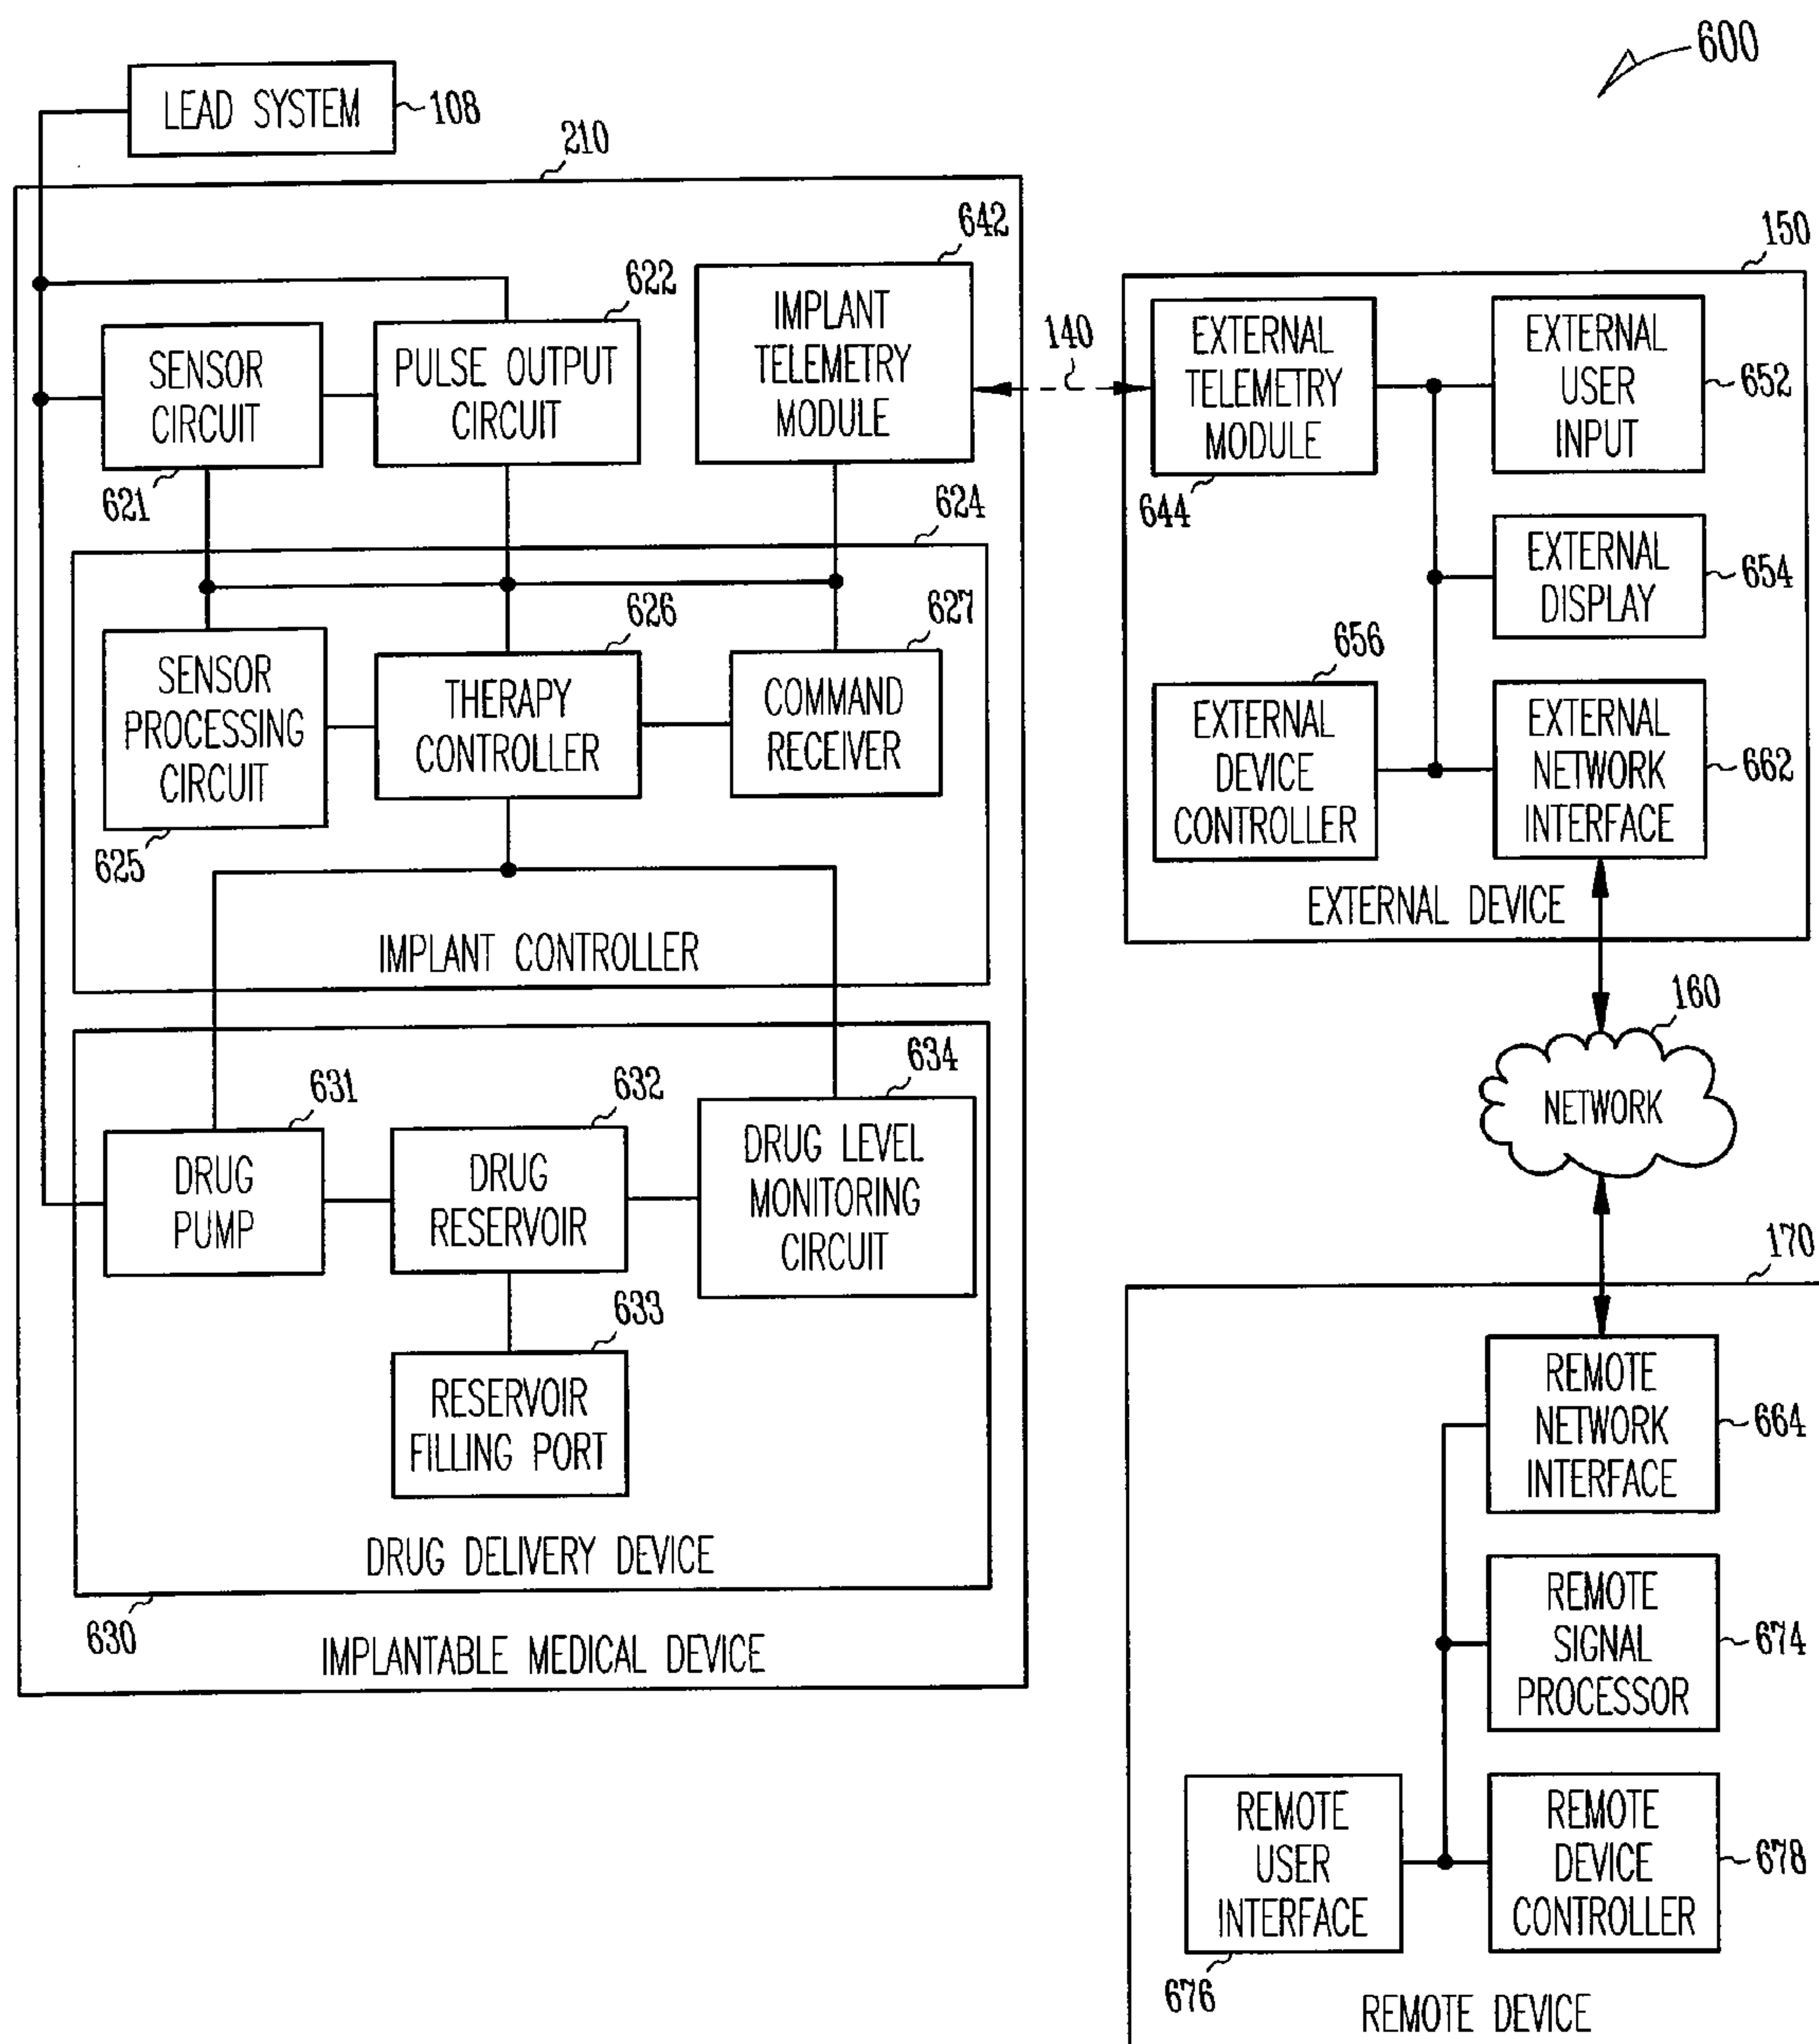 600
LEAD SYSTEM
108
210
642
IMPLANT
TELEMETRY
MODULE
622
PULSE OUTPUT
CIRCUIT
SENSOR
CIRCUIT
621
624
626
627
SENSOR
PROCESSING
CIRCUIT
625
THERAPY
CONTROLLER
COMMAND
RECEIVER
IMPLANT CONTROLLER
631
632
634
DRUG
PUMP
DRUG
RESERVOIR
DRUG LEVEL
MONITORING
CIRCUIT
633
RESERVOIR
FILLING PORT
DRUG DELIVERY DEVICE
630
IMPLANTABLE MEDICAL DEVICE
140
150
EXTERNAL
TELEMETRY
MODULE
644
EXTERNAL
USER
INPUT
652
EXTERNAL
DISPLAY
654
656
EXTERNAL
DEVICE
CONTROLLER
EXTERNAL
NETWORK
INTERFACE
662
EXTERNAL DEVICE
160
NETWORK
170
REMOTE
NETWORK
INTERFACE
664
REMOTE
SIGNAL
PROCESSOR
674
REMOTE
USER
INTERFACE
676
REMOTE
DEVICE
CONTROLLER
678
REMOTE DEVICE